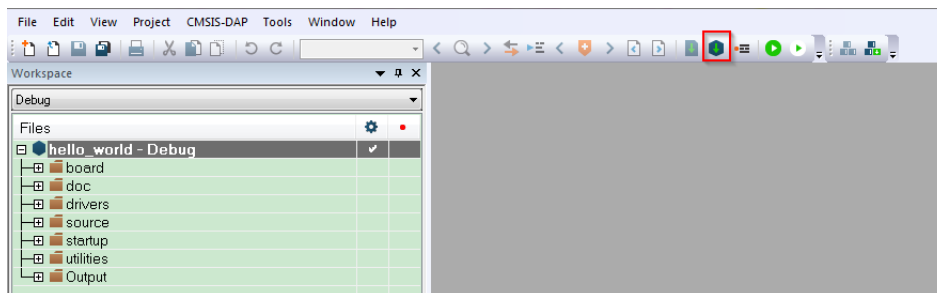 File Edit View Project CMSIS-DAP Tools Window Help
Workspace
Debug
Files
hello_world - Debug
board
doc
drivers
source
startup
utilities
Output